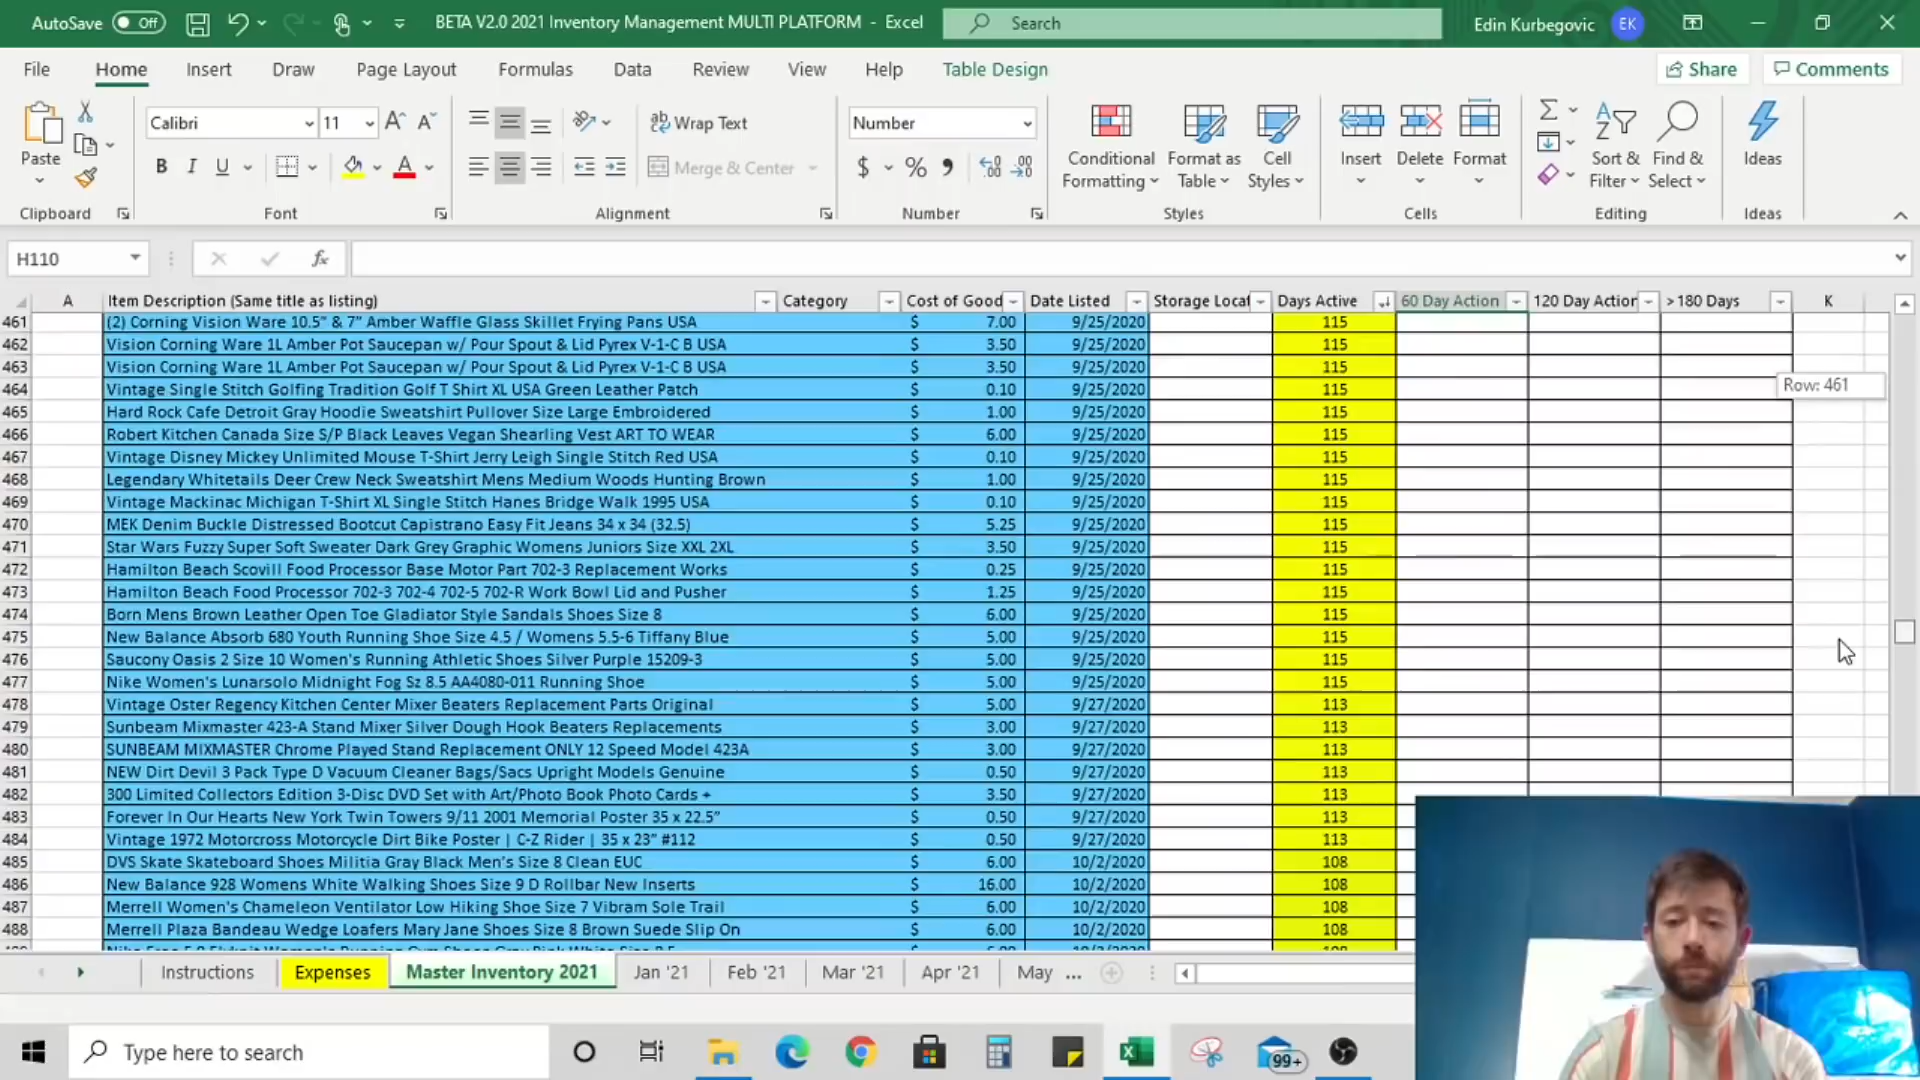 AutoSave Off BETA V2.0 2021 Inventory Management MULTI PLATFORM - Excel Search Edin Kurbegovic EK
File Home Insert Draw Page Layout Formulas Data Review View Help Table Design Share Comments
Calibri 11 Wrap Text Number
Paste B I U A Merge & Center $ % Conditional Formatting Format as Table Cell Styles Insert Delete Format Sort & Filter Find & Select Ideas
Clipboard Font Alignment Number Styles Cells Editing Ideas
H110 fx
A Item Description (Same title as listing) Category Cost of Good Date Listed Storage Locat Days Active 60 Day Action 120 Day Action >180 Days K
461 (2) Corning Vision Ware 10.5" & 7" Amber Waffle Glass Skillet Frying Pans USA $ 7.00 9/25/2020 115
462 Vision Corning Ware 1L Amber Pot Saucepan w/ Pour Spout & Lid Pyrex V-1-C B USA $ 3.50 9/25/2020 115
463 Vision Corning Ware 1L Amber Pot Saucepan w/ Pour Spout & Lid Pyrex V-1-C B USA $ 3.50 9/25/2020 115
Row: 461
464 Vintage Single Stitch Golfing Tradition Golf T Shirt XL USA Green Leather Patch $ 0.10 9/25/2020 115
465 Hard Rock Cafe Detroit Gray Hoodie Sweatshirt Pullover Size Large Embroidered $ 1.00 9/25/2020 115
466 Robert Kitchen Canada Size S/P Black Leaves Vegan Shearling Vest ART TO WEAR $ 6.00 9/25/2020 115
467 Vintage Disney Mickey Unlimited Mouse T-Shirt Jerry Leigh Single Stitch Red USA $ 0.10 9/25/2020 115
468 Legendary Whitetails Deer Crew Neck Sweatshirt Mens Medium Woods Hunting Brown $ 1.00 9/25/2020 115
469 Vintage Mackinac Michigan T-Shirt XL Single Stitch Hanes Bridge Walk 1995 USA $ 0.10 9/25/2020 115
470 MEK Denim Buckle Distressed Bootcut Capistrano Easy Fit Jeans 34 x 34 (32.5) $ 5.25 9/25/2020 115
471 Star Wars Fuzzy Super Soft Sweater Dark Grey Graphic Womens Juniors Size XXL 2XL $ 3.50 9/25/2020 115
472 Hamilton Beach Scovill Food Processor Base Motor Part 702-3 Replacement Works $ 0.25 9/25/2020 115
473 Hamilton Beach Food Processor 702-3 702-4 702-5 702-R Work Bowl Lid and Pusher $ 1.25 9/25/2020 115
474 Born Mens Brown Leather Open Toe Gladiator Style Sandals Shoes Size 8 $ 6.00 9/25/2020 115
475 New Balance Absorb 680 Youth Running Shoe Size 4.5 / Womens 5.5-6 Tiffany Blue $ 5.00 9/25/2020 115
476 Saucony Oasis 2 Size 10 Women's Running Athletic Shoes Silver Purple 15209-3 $ 5.00 9/25/2020 115
477 Nike Women's Lunarsolo Midnight Fog Sz 8.5 AA4080-011 Running Shoe $ 5.00 9/25/2020 115
478 Vintage Oster Regency Kitchen Center Mixer Beaters Replacement Parts Original $ 5.00 9/27/2020 113
479 Sunbeam Mixmaster 423-A Stand Mixer Silver Dough Hook Beaters Replacements $ 3.00 9/27/2020 113
480 SUNBEAM MIXMASTER Chrome Played Stand Replacement ONLY 12 Speed Model 423A $ 3.00 9/27/2020 113
481 NEW Dirt Devil 3 Pack Type D Vacuum Cleaner Bags/Sacs Upright Models Genuine $ 0.50 9/27/2020 113
482 300 Limited Collectors Edition 3-Disc DVD Set with Art/Photo Book Photo Cards + $ 3.50 9/27/2020 113
483 Forever In Our Hearts New York Twin Towers 9/11 2001 Memorial Poster 35 x 22.5" $ 0.50 9/27/2020 113
484 Vintage 1972 Motorcross Motorcycle Dirt Bike Poster | C-Z Rider | 35 x 23" #112 $ 0.50 9/27/2020 113
485 DVS Skate Skateboard Shoes Militia Gray Black Men's Size 8 Clean EUC $ 6.00 10/2/2020 108
486 New Balance 928 Womens White Walking Shoes Size 9 D Rollbar New Inserts $ 16.00 10/2/2020 108
487 Merrell Women's Chameleon Ventilator Low Hiking Shoe Size 7 Vibram Sole Trail $ 6.00 10/2/2020 108
488 Merrell Plaza Bandeau Wedge Loafers Mary Jane Shoes Size 8 Brown Suede Slip On $ 6.00 10/2/2020 108
Instructions Expenses Master Inventory 2021 Jan '21 Feb '21 Mar '21 Apr '21 May ...
Type here to search 99+